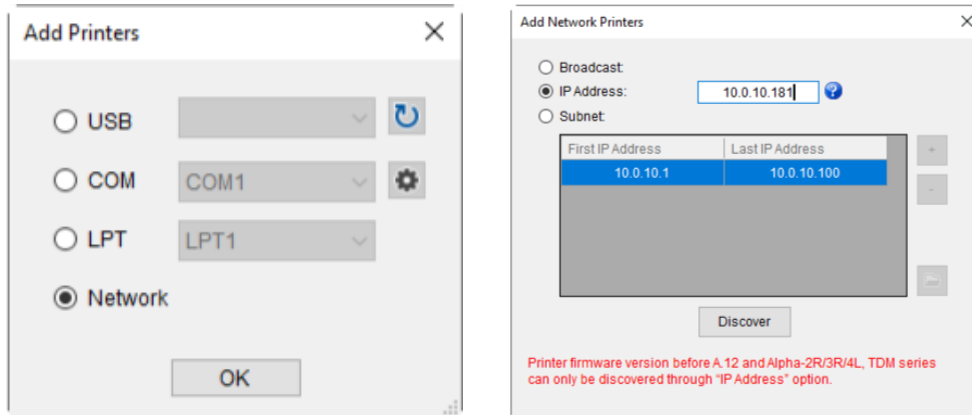 Add Printers
USB
COM COM1
LPT LPT1
Network
OK
Add Network Printers
Broadcast:
IP Address: 10.0.10.181
Subnet:
First IP Address Last IP Address
10.0.10.1 10.0.10.100
+
-
Discover
Printer firmware version before A.12 and Alpha-2R/3R/4L, TDM series
can only be discovered through "IP Address" option.